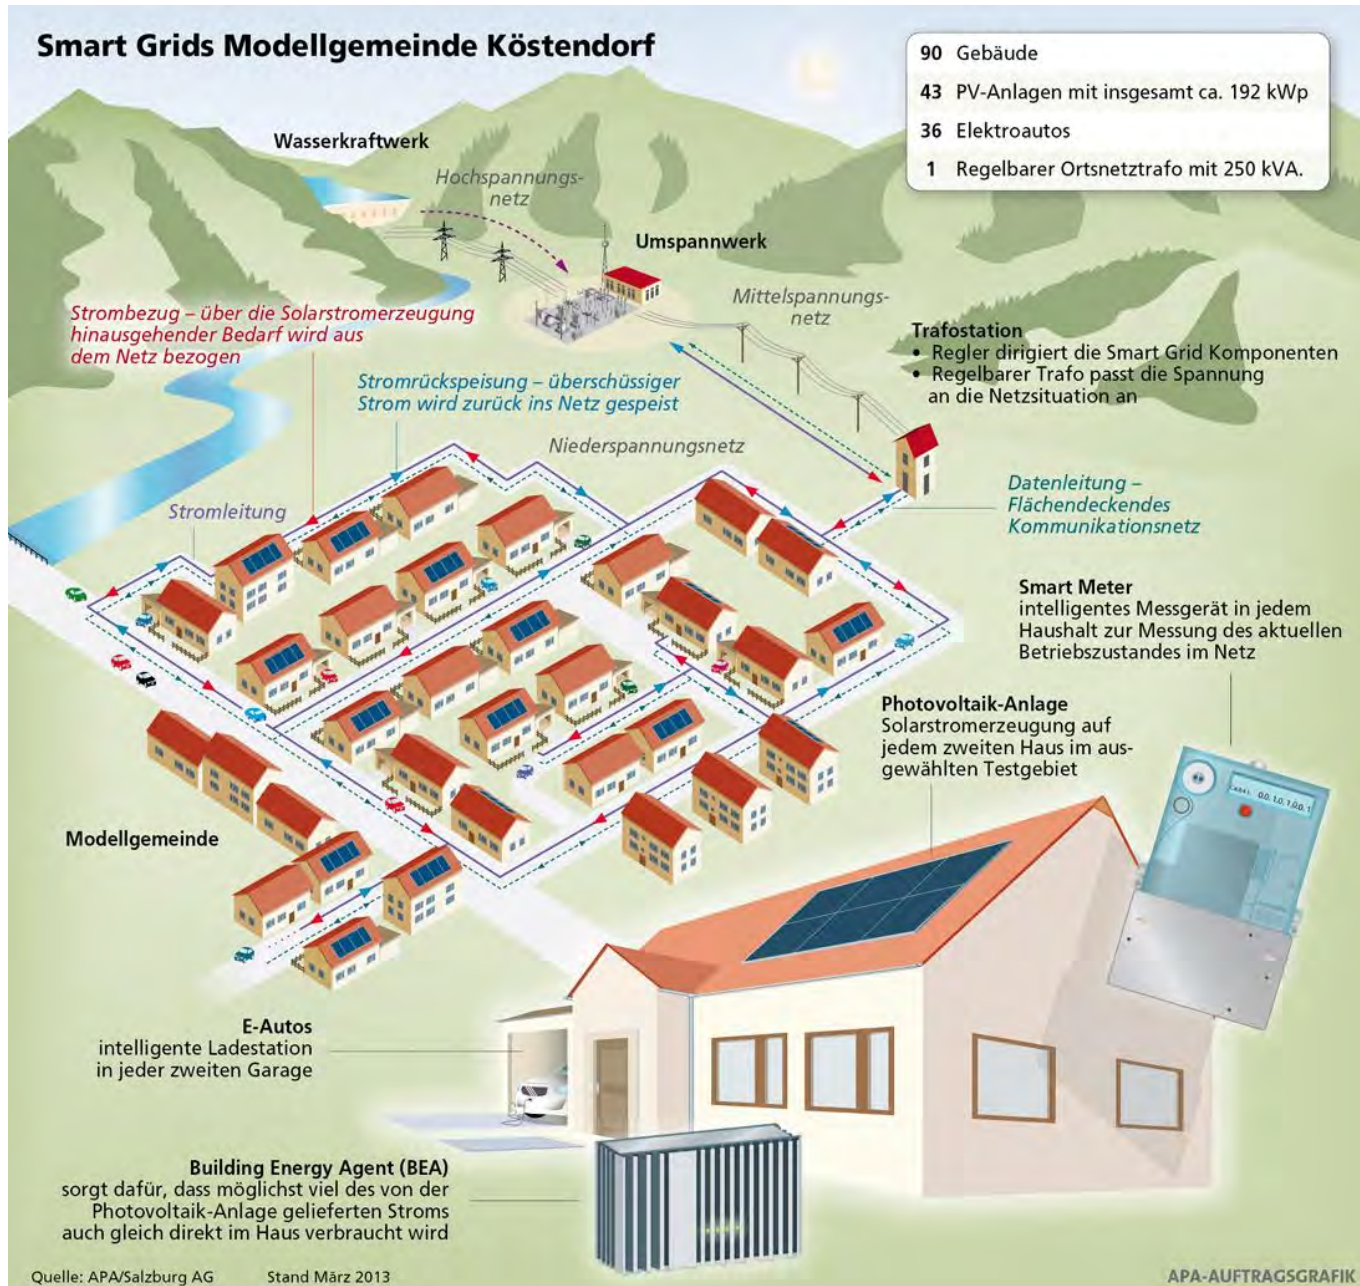 Smart Grids Modellgemeinde Köstendorf
90 Gebäude
43 PV-Anlagen mit insgesamt ca. 192 kWp
36 Elektroautos
1 Regelbarer Ortsnetztrafo mit 250 kVA.
Wasserkraftwerk
Hochspannungs-
netz
Umspannwerk
Mittelspannungs-
netz
Strombezug – über die Solarstromerzeugung
hinausgehender Bedarf wird aus
dem Netz bezogen
Trafostation
• Regler dirigiert die Smart Grid Komponenten
• Regelbarer Trafo passt die Spannung
an die Netzsituation an
Stromrückspeisung – überschüssiger
Strom wird zurück ins Netz gespeist
Niederspannungsnetz
Stromleitung
Datenleitung –
Flächendeckendes
Kommunikationsnetz
Smart Meter
intelligentes Messgerät in jedem
Haushalt zur Messung des aktuellen
Betriebszustandes im Netz
Photovoltaik-Anlage
Solarstromerzeugung auf
jedem zweiten Haus im aus-
gewählten Testgebiet
Modellgemeinde
E-Autos
intelligente Ladestation
in jeder zweiten Garage
Building Energy Agent (BEA)
sorgt dafür, dass möglichst viel des von der
Photovoltaik-Anlage gelieferten Stroms
auch gleich direkt im Haus verbraucht wird
Quelle: APA/Salzburg AG Stand März 2013
APA-AUFTRAGSGRAFIK